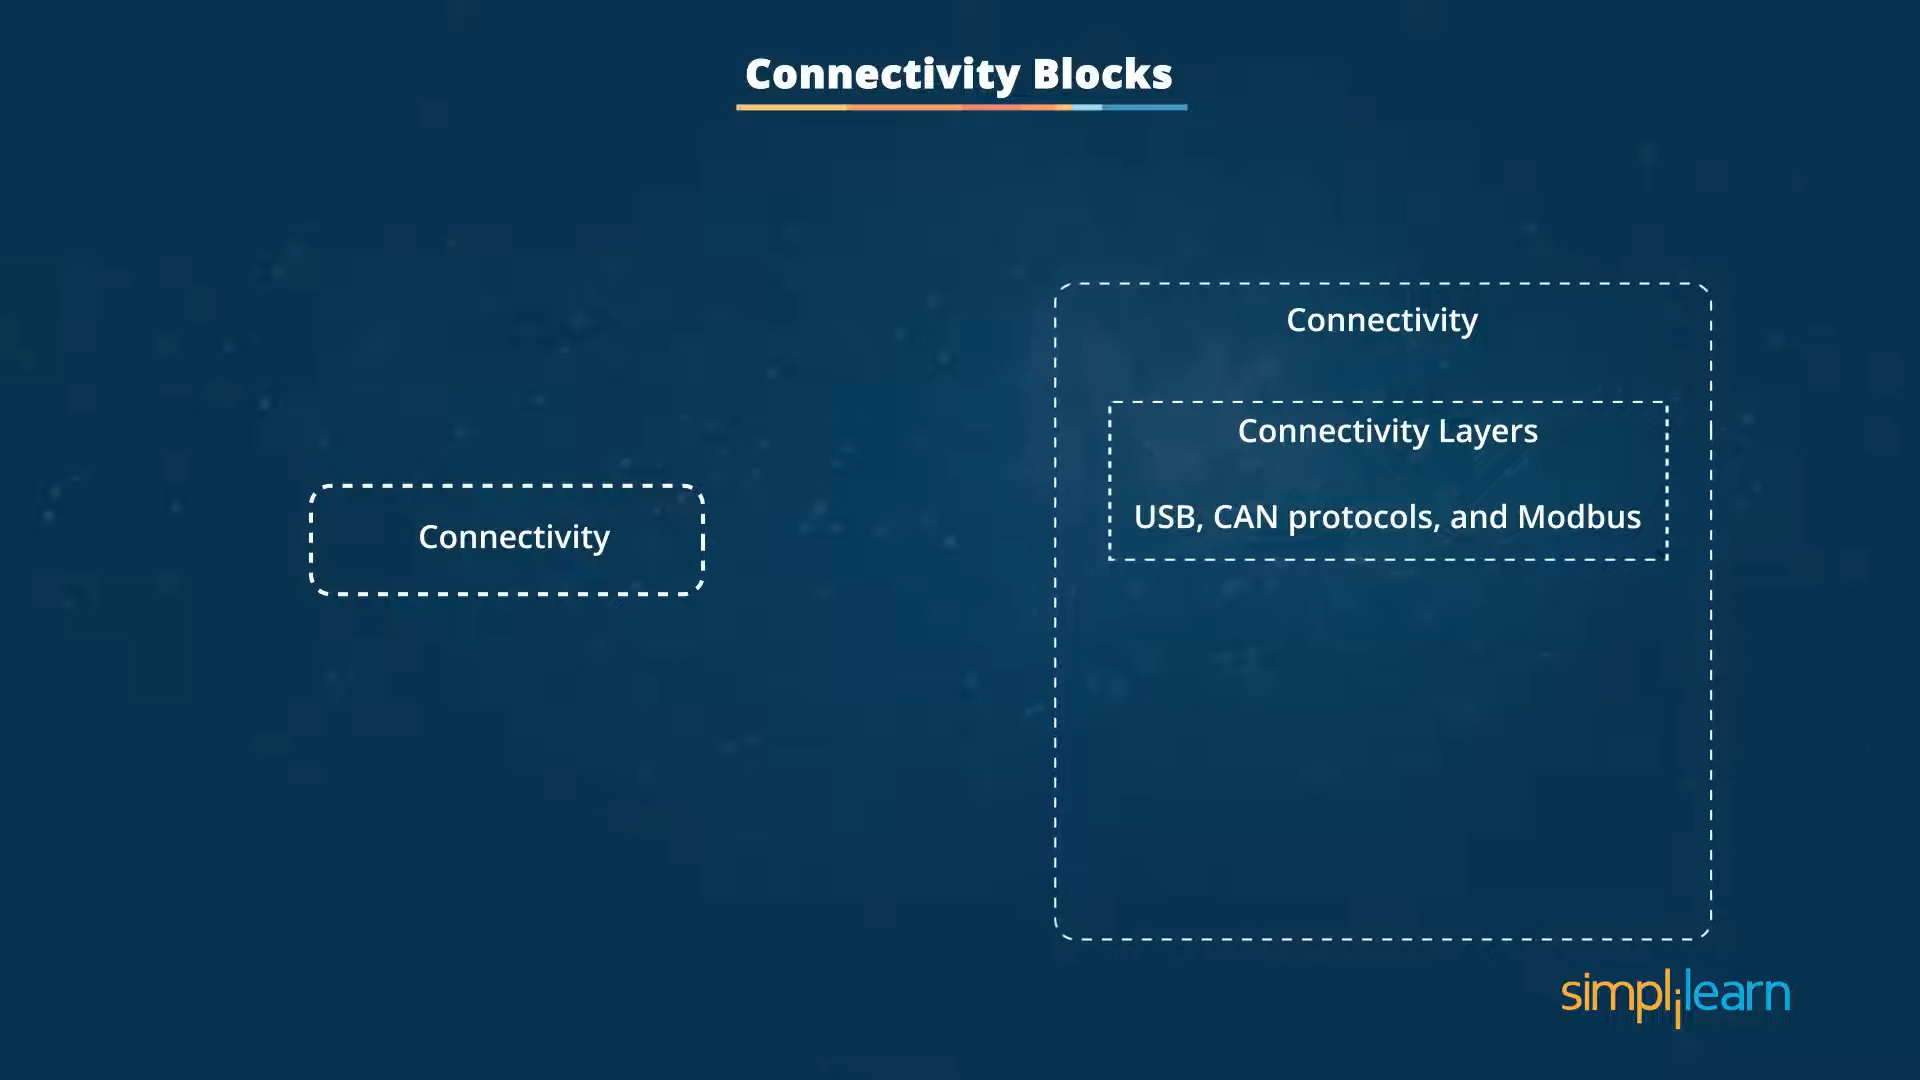 Connectivity Blocks
Connectivity
Connectivity
Connectivity Layers
USB, CAN protocols, and Modbus
simplilearn